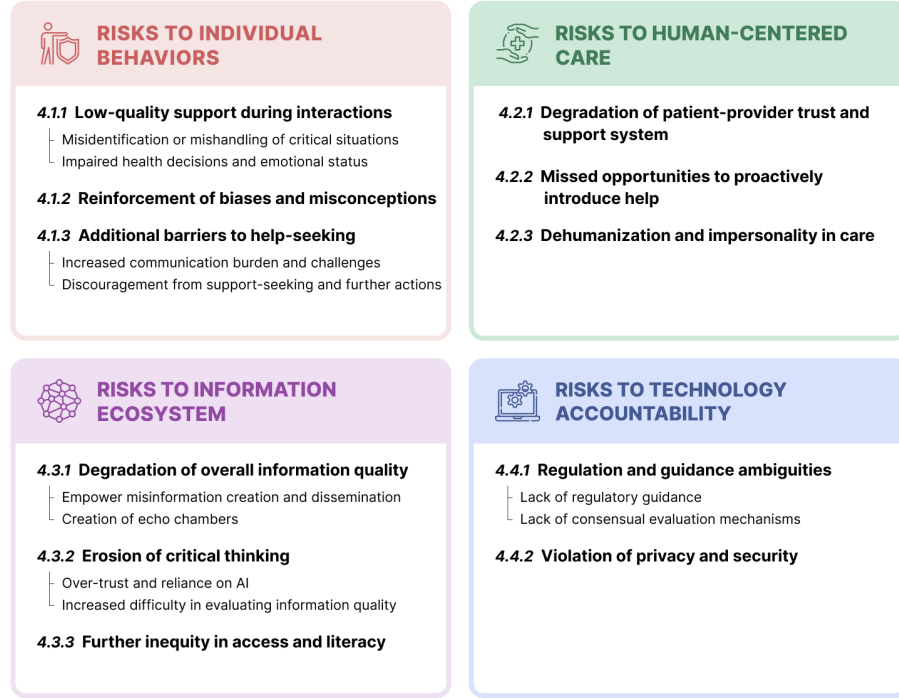 RISKS TO INDIVIDUAL
BEHAVIORS
4.1.1 Low-quality support during interactions
Misidentification or mishandling of critical situations
Impaired health decisions and emotional status
4.1.2 Reinforcement of biases and misconceptions
4.1.3 Additional barriers to help-seeking
Increased communication burden and challenges
Discouragement from support-seeking and further actions
RISKS TO HUMAN-CENTERED
CARE
4.2.1 Degradation of patient-provider trust and
support system
4.2.2 Missed opportunities to proactively
introduce help
4.2.3 Dehumanization and impersonality in care
RISKS TO INFORMATION
ECOSYSTEM
4.3.1 Degradation of overall information quality
Empower misinformation creation and dissemination
Creation of echo chambers
4.3.2 Erosion of critical thinking
Over-trust and reliance on AI
Increased difficulty in evaluating information quality
4.3.3 Further inequity in access and literacy
RISKS TO TECHNOLOGY
ACCOUNTABILITY
4.4.1 Regulation and guidance ambiguities
Lack of regulatory guidance
Lack of consensual evaluation mechanisms
4.4.2 Violation of privacy and security